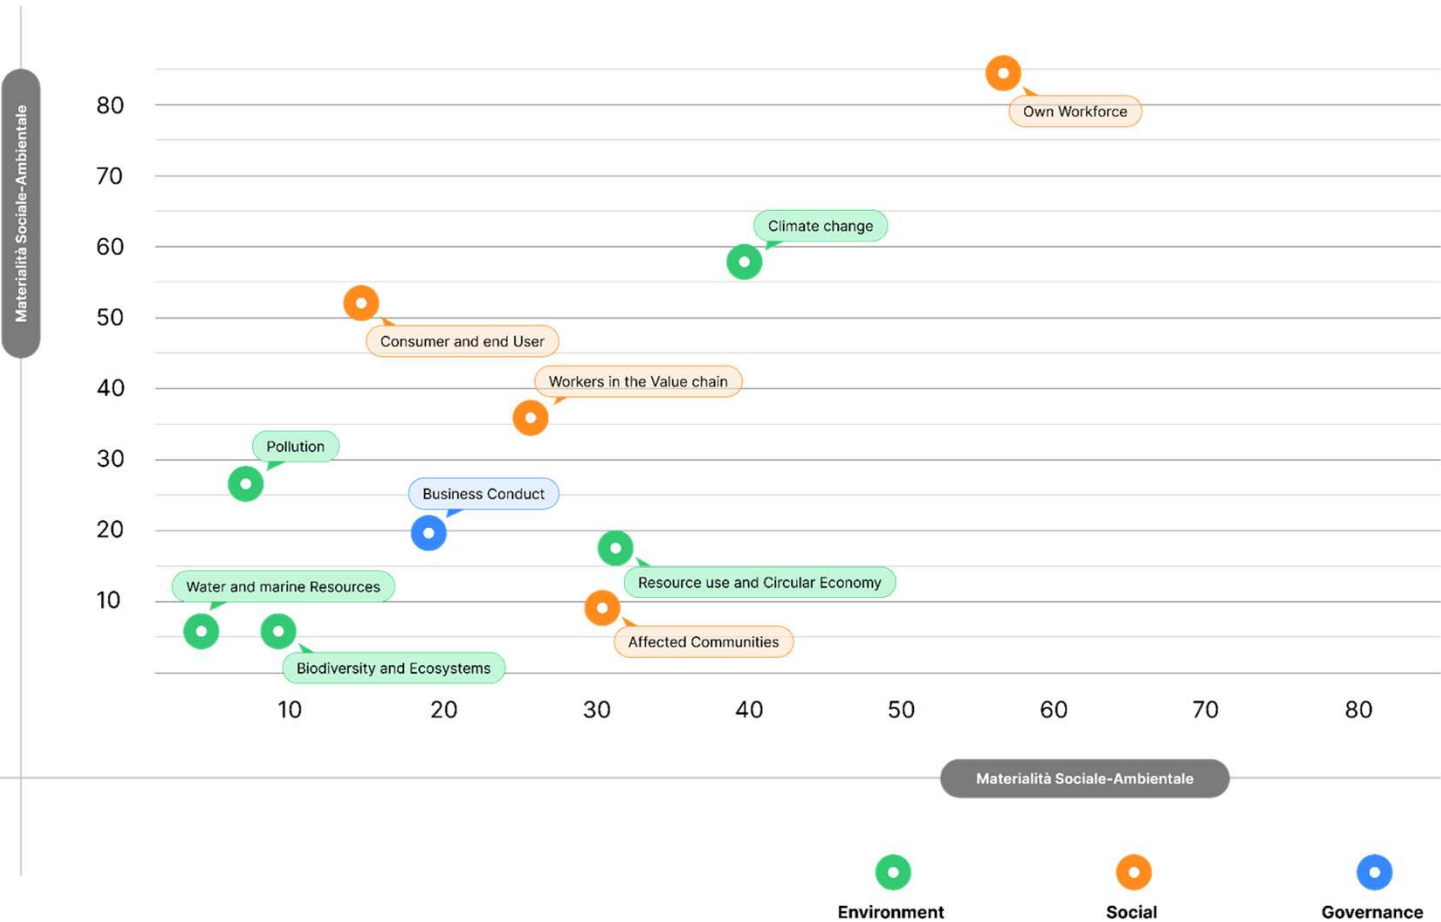 Materialità Sociale-Ambientale
80
70
60
50
40
30
20
10
Own Workforce
Climate change
Consumer and end User
Workers in the Value chain
Pollution
Business Conduct
Resource use and Circular Economy
Water and marine Resources
Affected Communities
Biodiversity and Ecosystems
10 20 30 40 50 60 70 80
Materialità Sociale-Ambientale
Environment Social Governance